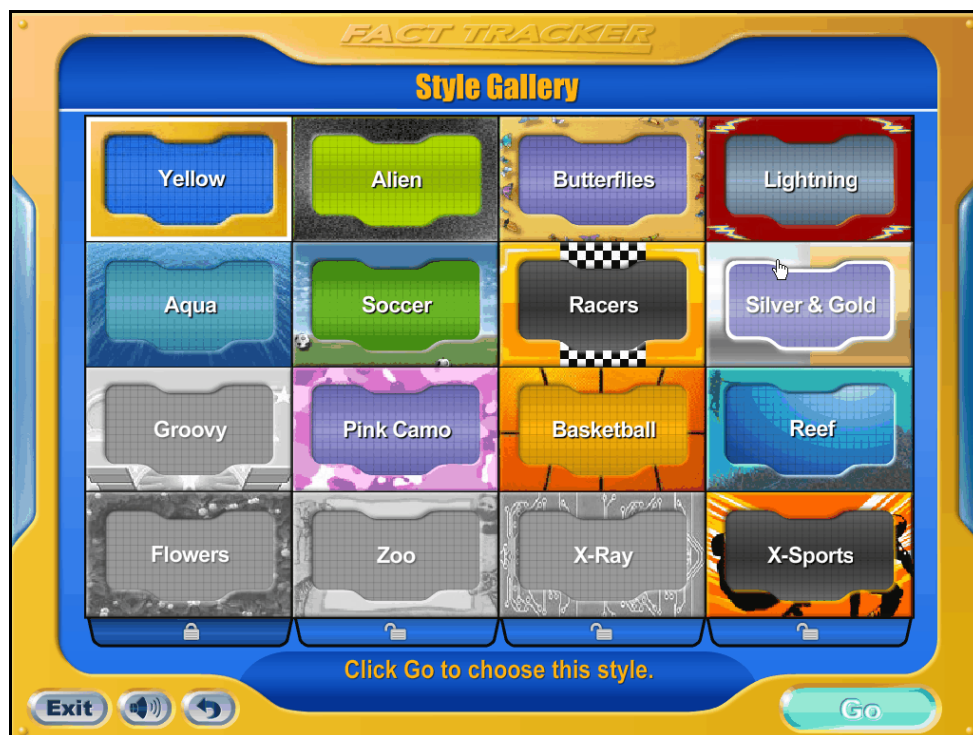 FACT TRACKER
Style Gallery
Yellow
Alien
Butterflies
Lightning
Aqua
Soccer
Racers
Silver & Gold
Groovy
Pink Camo
Basketball
Reef
Flowers
Zoo
X-Ray
X-Sports
Click Go to choose this style.
Exit
Go